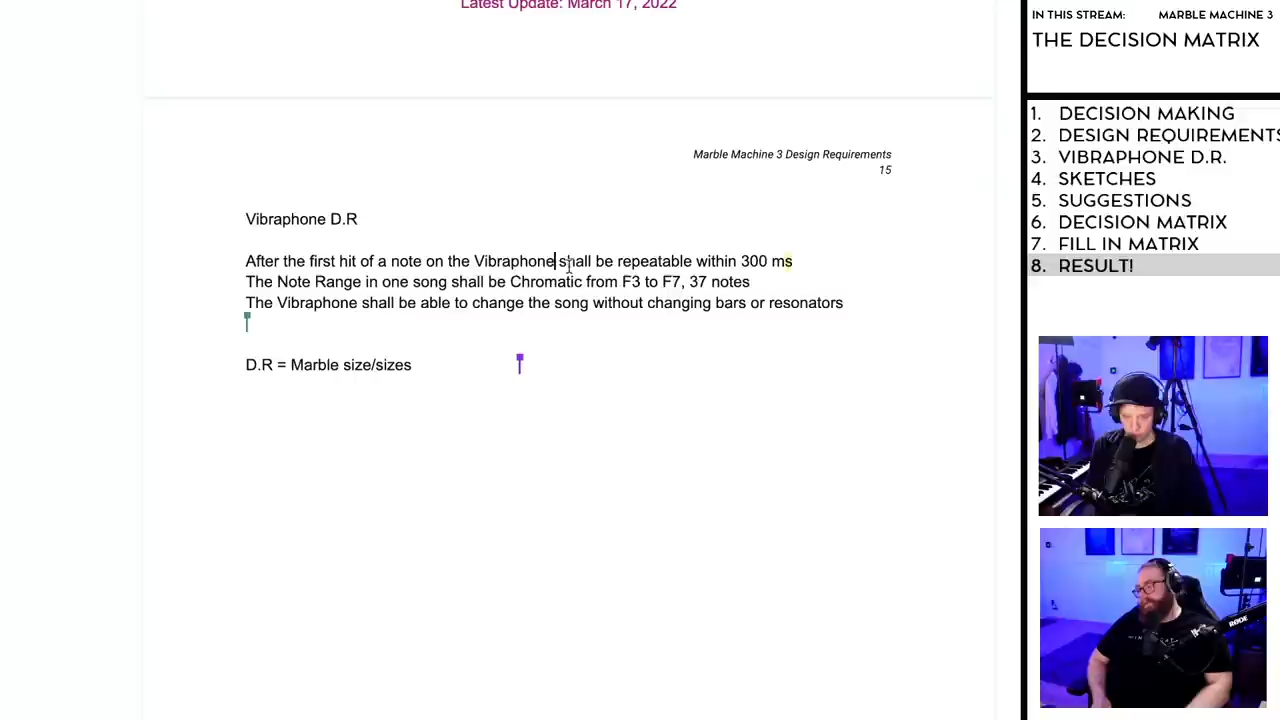 Latest Update: March 17, 2022
Marble Machine 3 Design Requirements
15
Vibraphone D.R
After the first hit of a note on the Vibraphone shall be repeatable within 300 ms
The Note Range in one song shall be Chromatic from F3 to F7, 37 notes
The Vibraphone shall be able to change the song without changing bars or resonators
D.R = Marble size/sizes
IN THIS STREAM: MARBLE MACHINE 3
THE DECISION MATRIX
1. DECISION MAKING
2. DESIGN REQUIREMENTS
3. VIBRAPHONE D.R.
4. SKETCHES
5. SUGGESTIONS
6. DECISION MATRIX
7. FILL IN MATRIX
8. RESULT!
RØDE